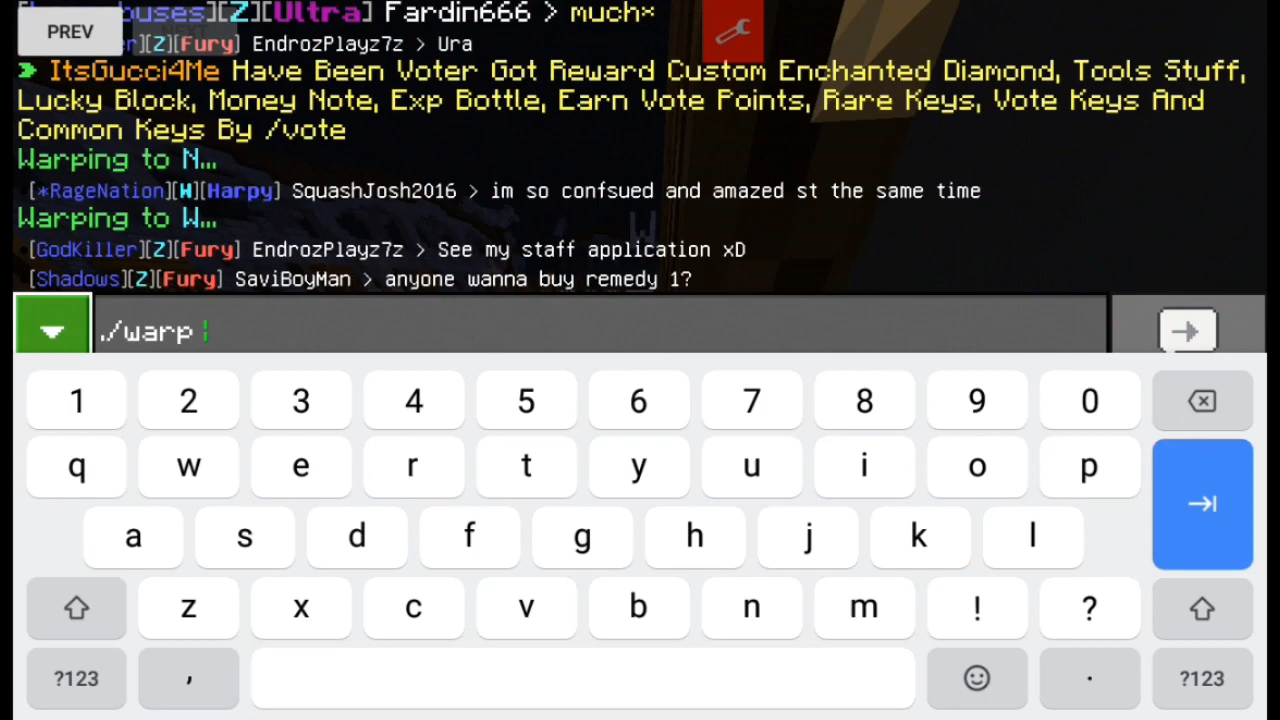 buses][Z][Ultra] Fardin666 > much×
PREV
NEXT
er][Z][Fury] EndrozPlayz7z > Ura
ItsGucci4Me Have Been Voter Got Reward Custom Enchanted Diamond, Tools Stuff,
Lucky Block, Money Note, Exp Bottle, Earn Vote Points, Rare Keys, Vote Keys And
Common Keys By /vote
Warping to N...
[*RageNation][W][Harpy] SquashJosh2016 > im so confsued and amazed st the same time
Warping to W...
[GodKiller][Z][Fury] EndrozPlayz7z > See my staff application xD
[Shadows][Z][Fury] SaviBoyMan > anyone wanna buy remedy 1?
./warp
1 2 3 4 5 6 7 8 9 0
q w e r t y u i o p
a s d f g h j k l
z x c v b n m ! ?
?123 , . ?123